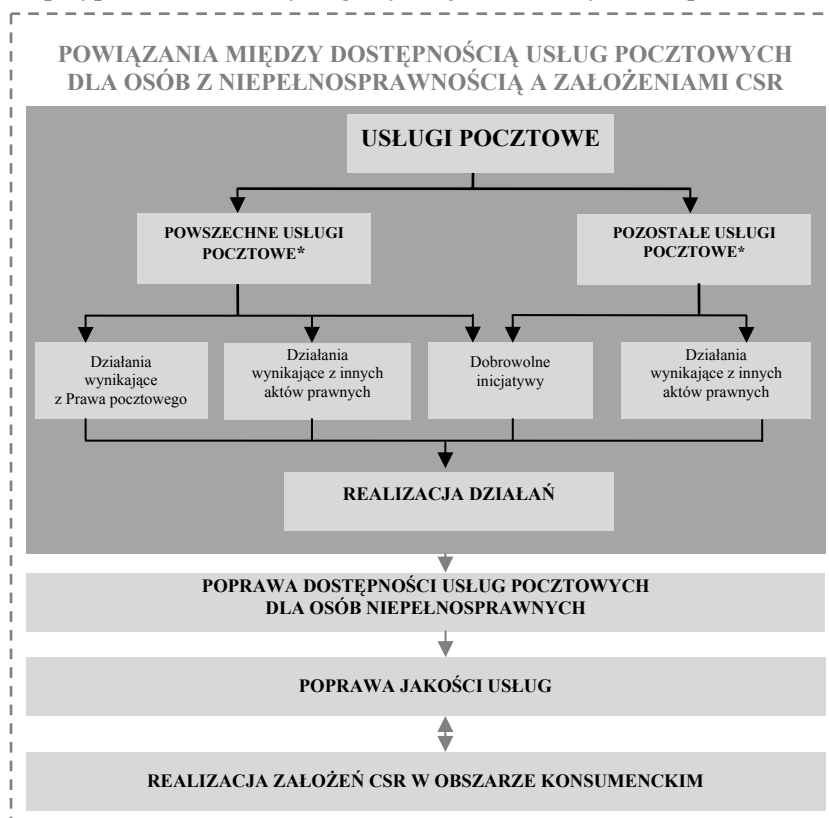 POWIĄZANIA MIĘDZY DOSTĘPNOŚCIĄ USŁUG POCZTOWYCH
DLA OSÓB Z NIEPEŁNOSPRAWNOŚCIĄ A ZAŁOŻENIAMI CSR
USŁUGI POCZTOWE
POWSZECHNE USŁUGI
POCZTOWE*
POZOSTAŁE USŁUGI
POCZTOWE*
Działania
wynikające
z Prawa pocztowego
Działania
wynikające z innych
aktów prawnych
Dobrowolne
inicjatywy
Działania
wynikające z innych
aktów prawnych
REALIZACJA DZIAŁAŃ
POPRAWA DOSTĘPNOŚCI USŁUG POCZTOWYCH
DLA OSÓB NIEPEŁNOSPRAWNYCH
POPRAWA JAKOŚCI USŁUG
REALIZACJA ZAŁOŻEŃ CSR W OBSZARZE KONSUMENCKIM